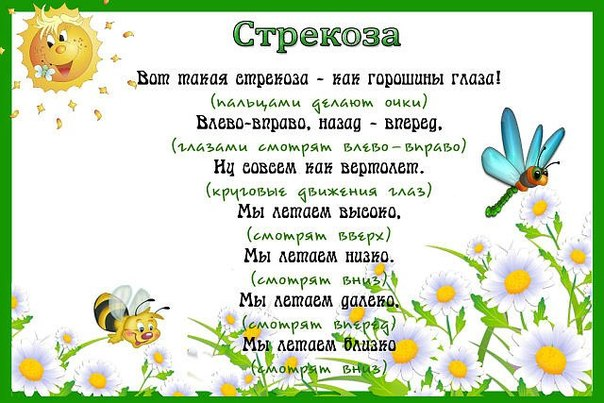 Стрекоза
Вот такая стрекоза - как горошины глаза!
(пальцами делают очки)
Влево-вправо, назад - вперед,
(глазами смотрят влево-вправо)
Ну совсем как вертолет.
(круговые движения глаз)
Мы летаем высоко,
(смотрят вверх)
Мы летаем низко.
(смотрят вниз)
Мы летаем далеко,
(смотрят вперед)
Мы летаем близко
(смотрят вниз)